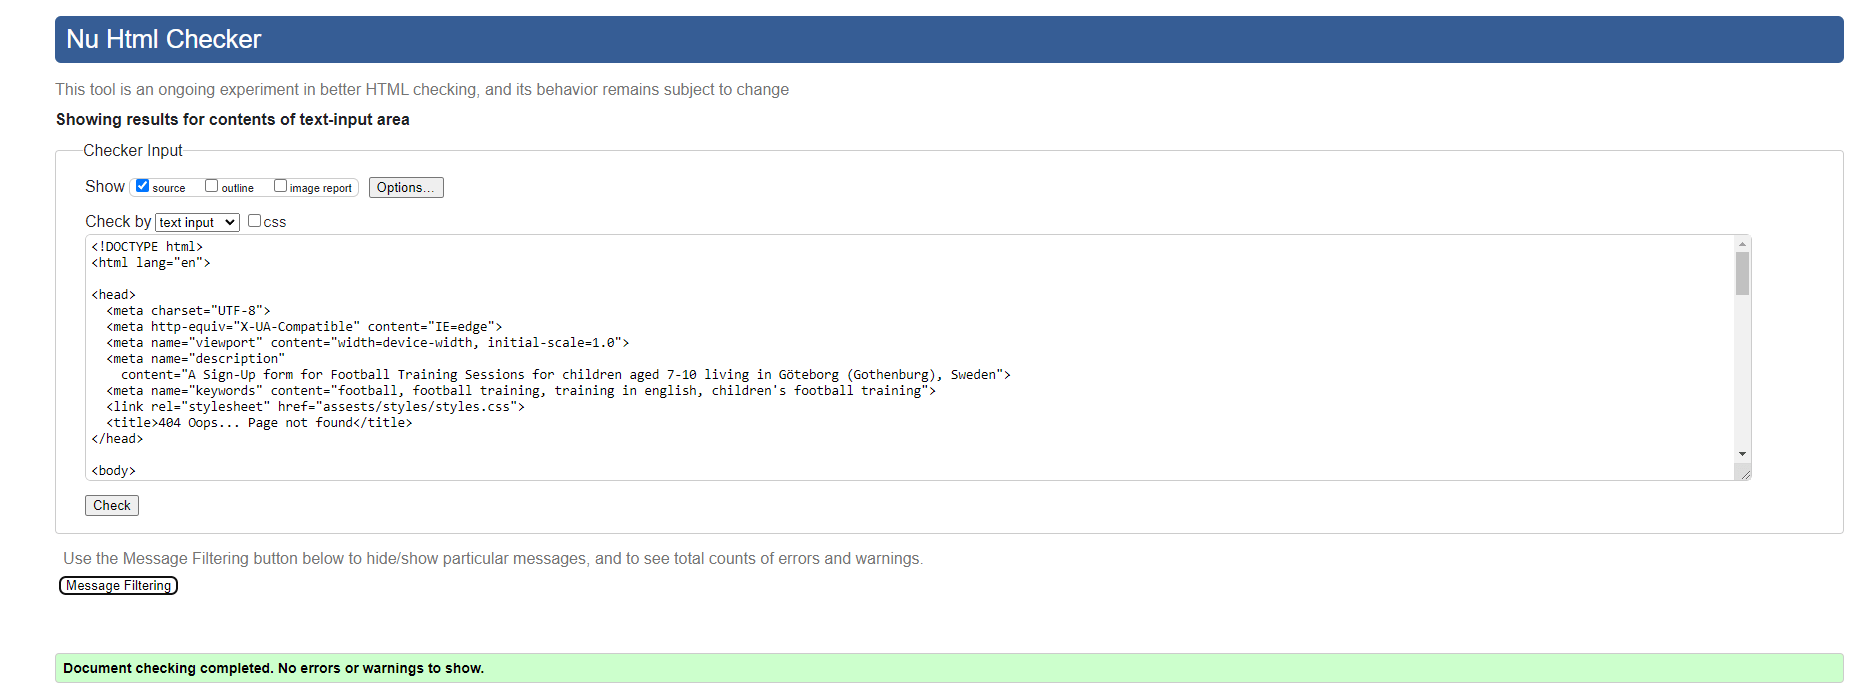 Nu Html Checker
This tool is an ongoing experiment in better HTML checking, and its behavior remains subject to change
Showing results for contents of text-input area
Checker Input
Show source outline image report Options...
Check by text input css
<!DOCTYPE html>
<html lang="en">
<head>
<meta charset="UTF-8">
<meta http-equiv="X-UA-Compatible" content="IE=edge">
<meta name="viewport" content="width=device-width, initial-scale=1.0">
<meta name="description"
content="A Sign-Up form for Football Training Sessions for children aged 7-10 living in Göteborg (Gothenburg), Sweden">
<meta name="keywords" content="football, football training, training in english, children's football training">
<link rel="stylesheet" href="assests/styles/styles.css">
<title>404 Oops... Page not found</title>
</head>
<body>
Check
Use the Message Filtering button below to hide/show particular messages, and to see total counts of errors and warnings.
Message Filtering
Document checking completed. No errors or warnings to show.